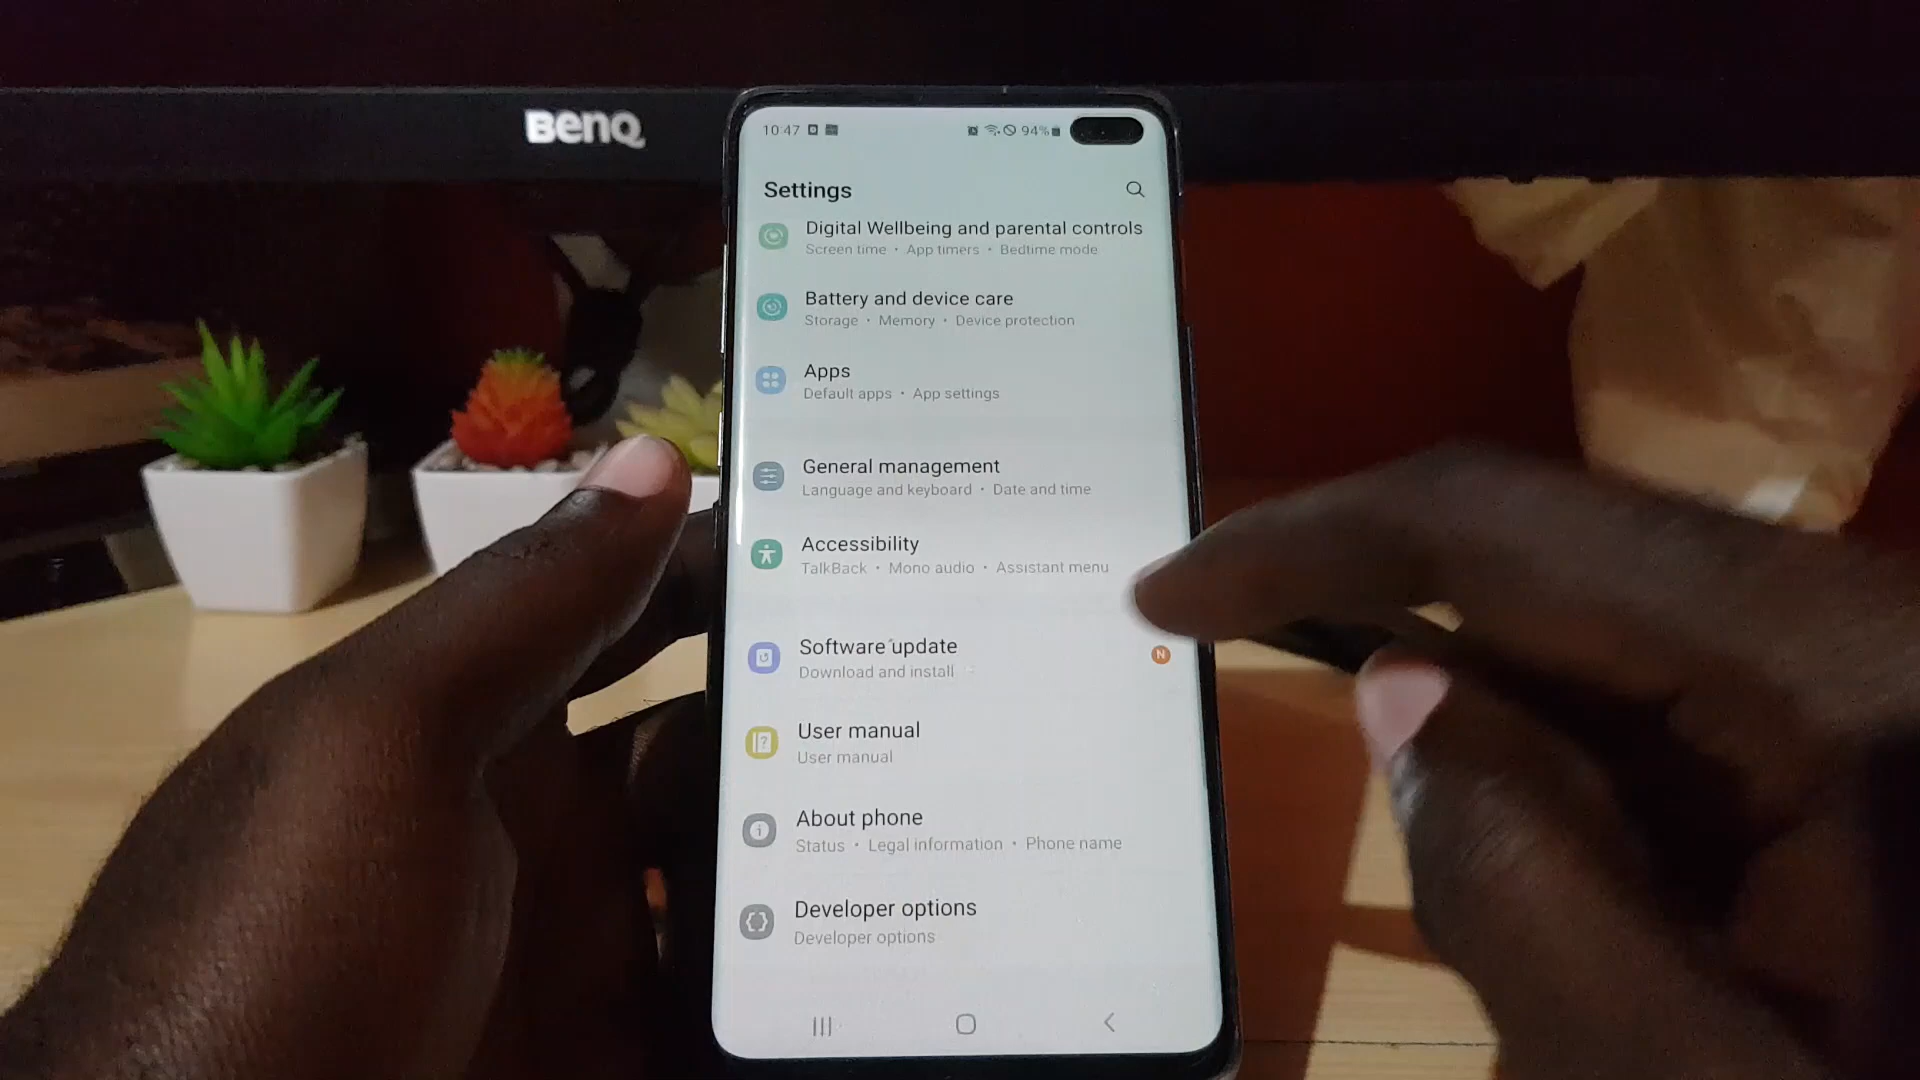 BenQ
10:47
94%
Settings
Digital Wellbeing and parental controls
Screen time • App timers • Bedtime mode
Battery and device care
Storage • Memory • Device protection
Apps
Default apps • App settings
General management
Language and keyboard • Date and time
Accessibility
TalkBack • Mono audio • Assistant menu
Software update
Download and install
N
User manual
User manual
About phone
Status • Legal information • Phone name
Developer options
Developer options